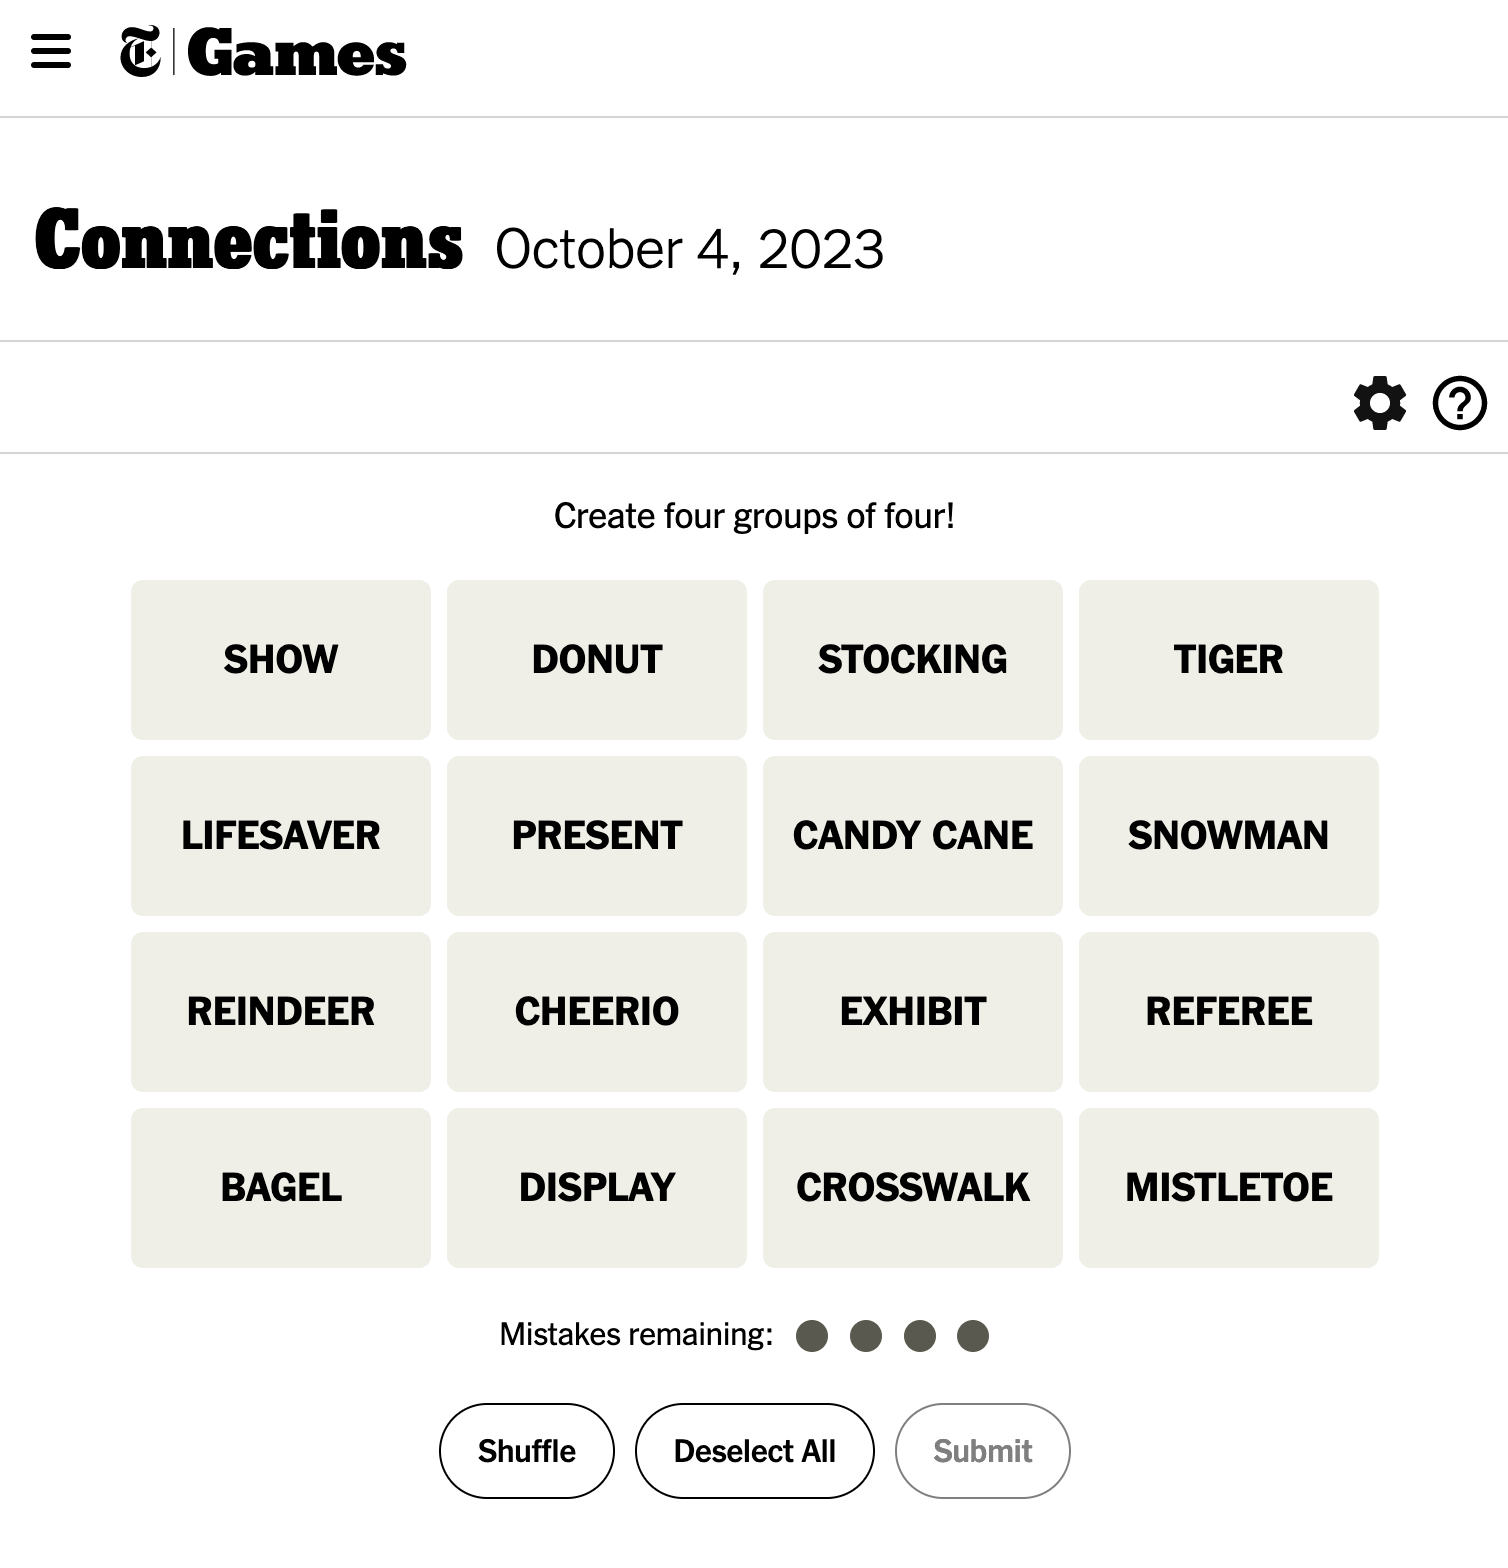 T Games
Connections October 4, 2023
Create four groups of four!
SHOW DONUT STOCKING TIGER
LIFESAVER PRESENT CANDY CANE SNOWMAN
REINDEER CHEERIO EXHIBIT REFEREE
BAGEL DISPLAY CROSSWALK MISTLETOE
Mistakes remaining:
Shuffle Deselect All Submit